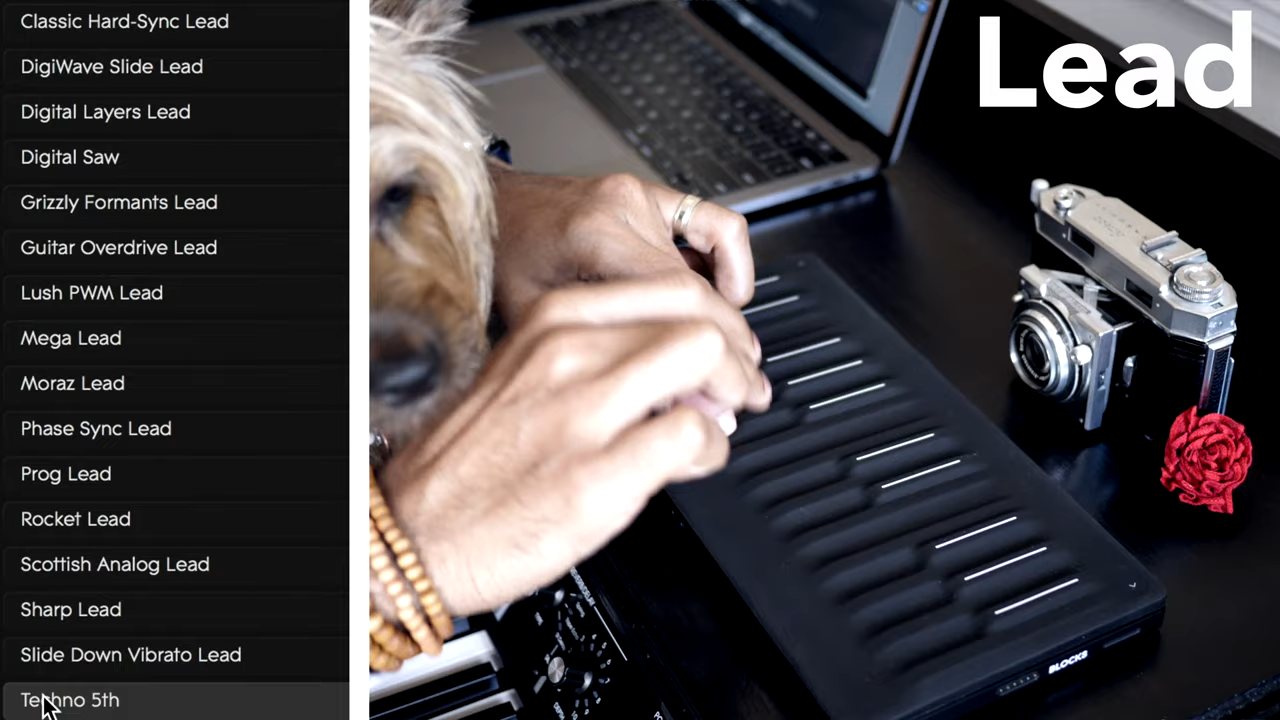 Classic Hard-Sync Lead
DigiWave Slide Lead
Digital Layers Lead
Digital Saw
Grizzly Formants Lead
Guitar Overdrive Lead
Lush PWM Lead
Mega Lead
Moraz Lead
Phase Sync Lead
Prog Lead
Rocket Lead
Scottish Analog Lead
Sharp Lead
Slide Down Vibrato Lead
Techno 5th
Lead
BLOCKS